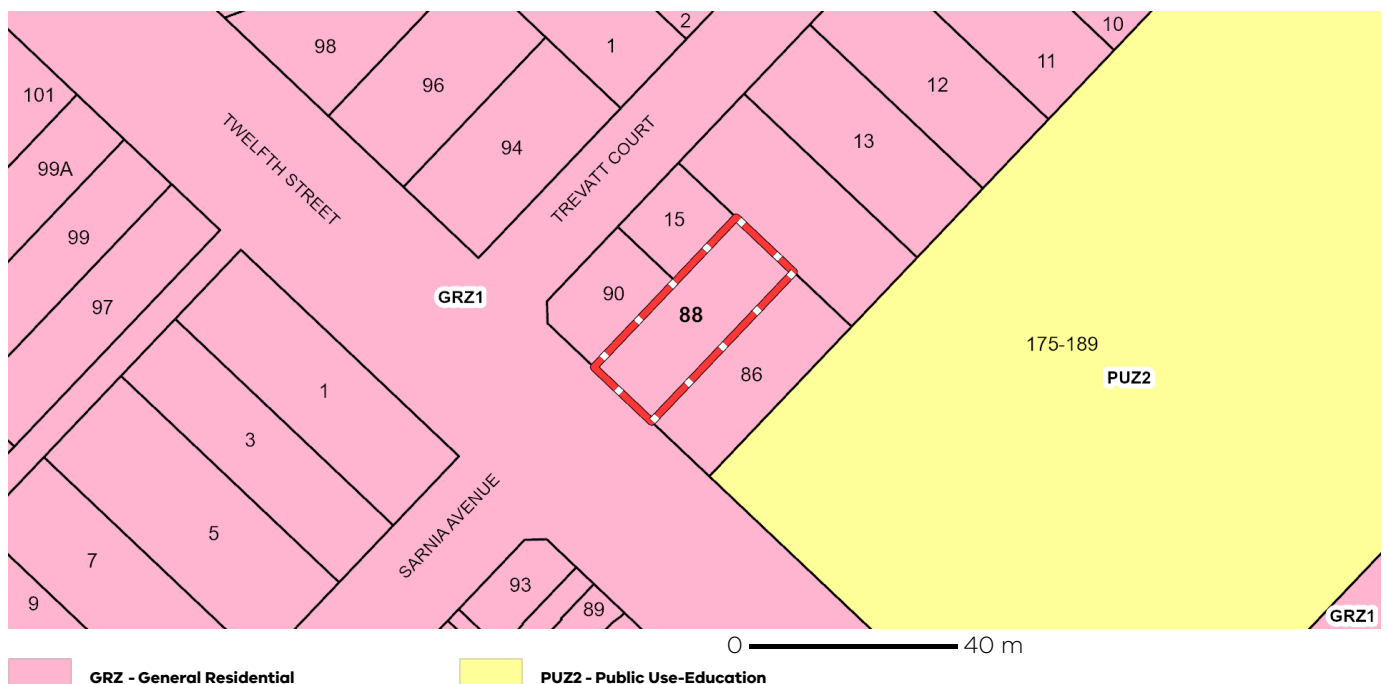 10
2
98
1
11
96
12
101
TWELFTH STREET
94
13
99A
TREVATT COURT
15
99
90
GRZ1
97
88
175-189
86
PUZ2
1
3
SARNIA AVENUE
5
7
93
9
89
GRZ1
0 40 m
GRZ - General Residential
PUZ2 - Public Use-Education